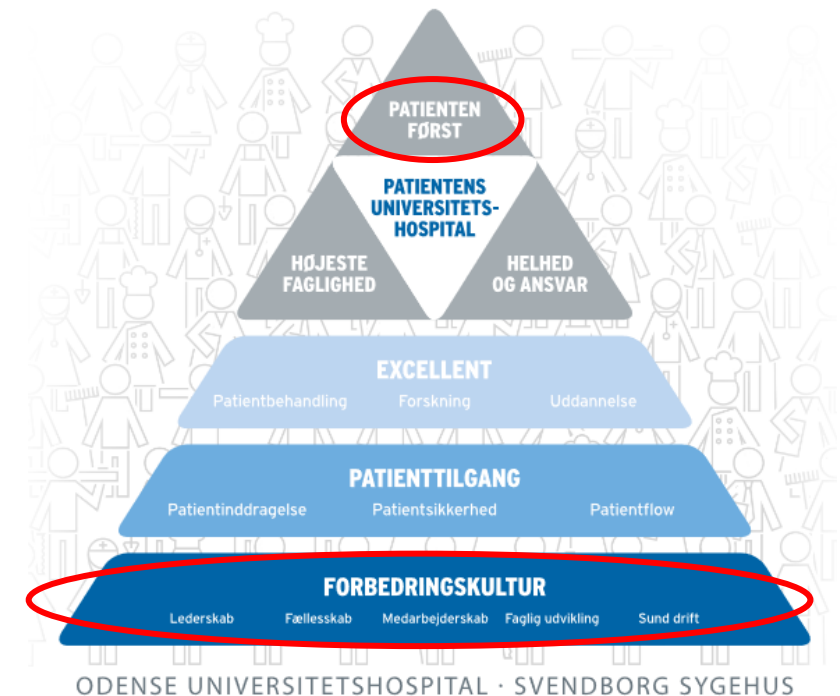 PATIENTEN
FØRST
PATIENTENS
UNIVERSITETS-
HOSPITAL
HØJESTE
FAGLIGHED
HELHED
OG ANSVAR
EXCELLENT
Patientbehandling Forskning Uddannelse
PATIENTTILGANG
Patientinddragelse Patientsikkerhed Patientflow
FORBEDRINGSKULTUR
Lederskab Fællesskab Medarbejderskab Faglig udvikling Sund drift
ODENSE UNIVERSITETSHOSPITAL · SVENDBORG SYGEHUS